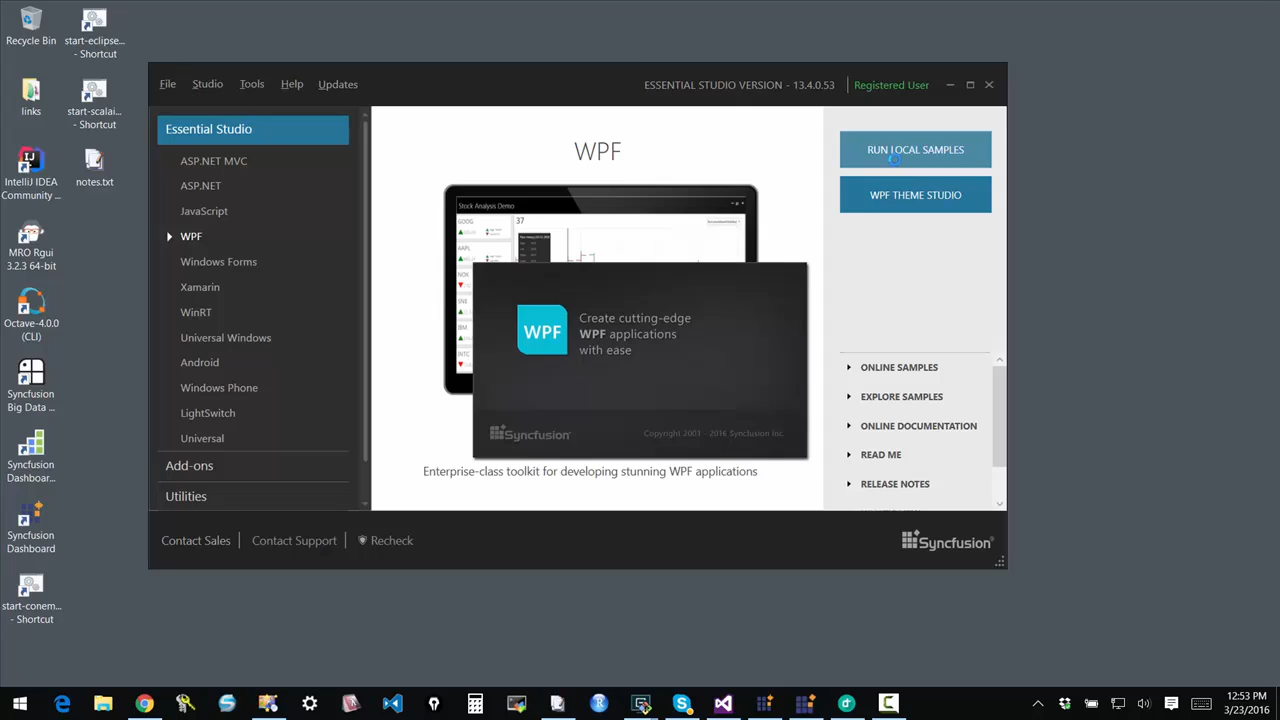 Recycle Bin
start-eclipse...
- Shortcut
links
start-scalai...
- Shortcut
IntelliJ IDEA
Community ...
notes.txt
MRO Rgui
3.2.3 64-bit
Octave-4.0.0
(CLI)
Syncfusion
Big Data ...
Syncfusion
Dashboar...
Syncfusion
Dashboard
start-conem...
- Shortcut
File
Studio
Tools
Help
Updates
ESSENTIAL STUDIO VERSION - 13.4.0.53
Registered User
Essential Studio
ASP.NET MVC
ASP.NET
JavaScript
WPF
Windows Forms
Xamarin
WinRT
Universal Windows
Android
Windows Phone
LightSwitch
Universal
Add-ons
Utilities
WPF
Stock Analysis Demo
GOOG
37
AAPL
NOK
SNE
IBM
INTC
WPF
Create cutting-edge
WPF applications
with ease
Syncfusion
Copyright 2001 - 2016 Syncfusion Inc.
Enterprise-class toolkit for developing stunning WPF applications
RUN LOCAL SAMPLES
WPF THEME STUDIO
ONLINE SAMPLES
EXPLORE SAMPLES
ONLINE DOCUMENTATION
READ ME
RELEASE NOTES
Contact Sales
Contact Support
Recheck
Syncfusion
12:53 PM
3/23/2016